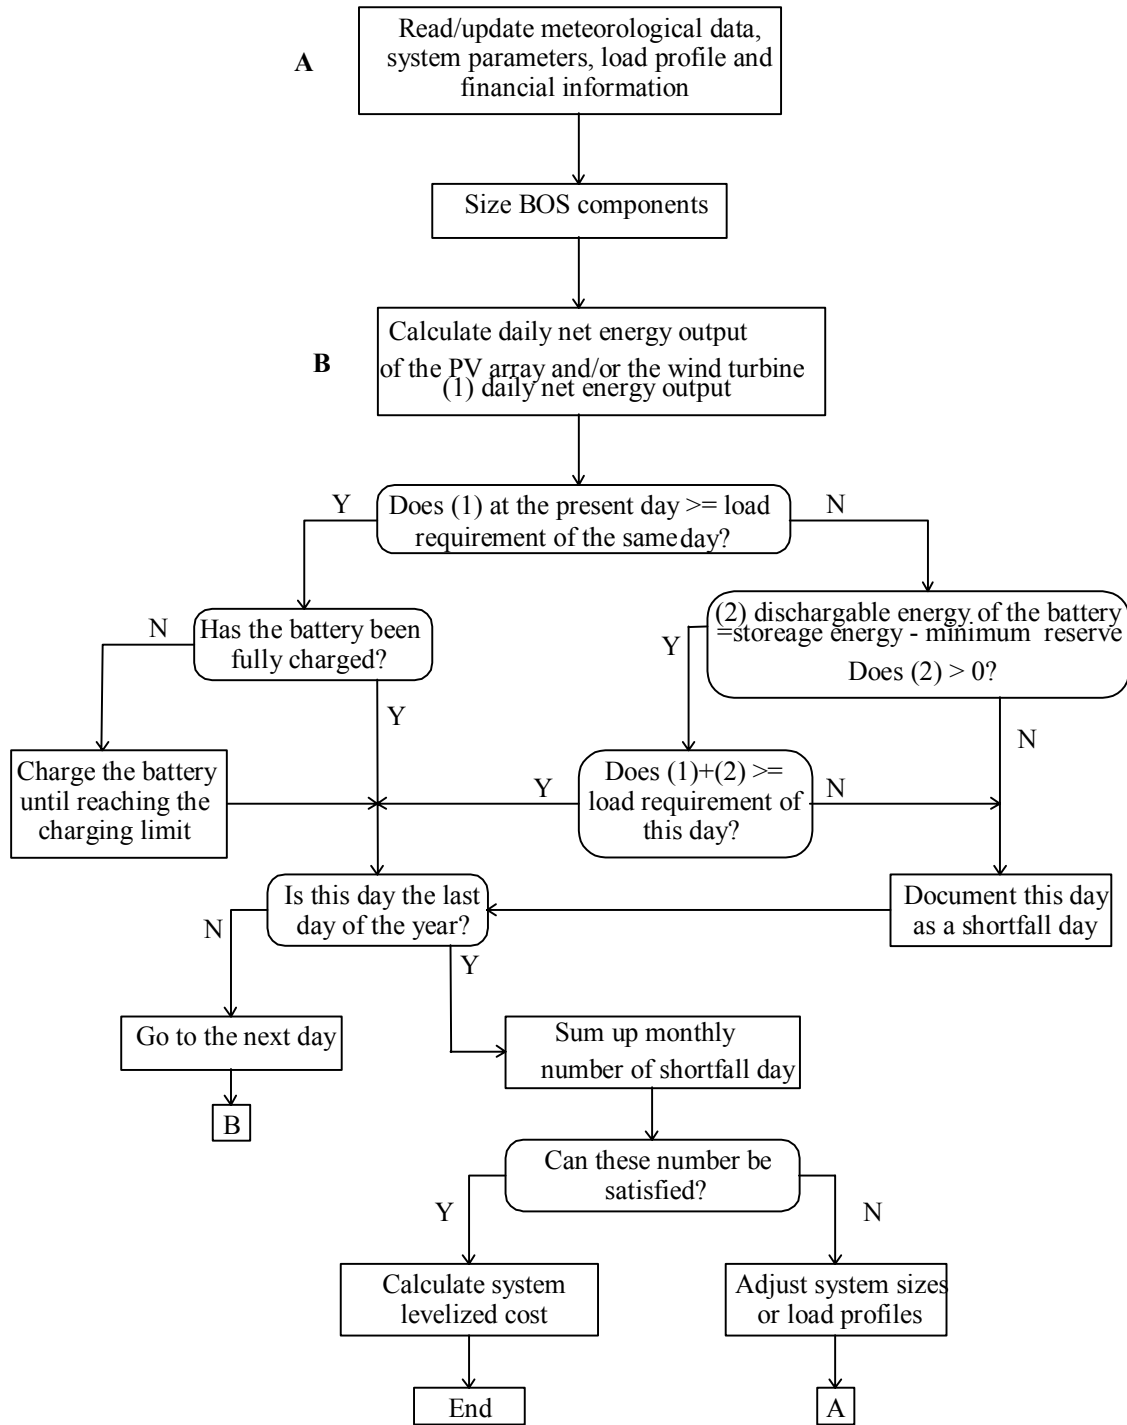 Read/update meteorological data,
A
system parameters, load profile and
financial information
Size BOS components
Calculate daily net energy output
B
of the PV array and/or the wind turbine
(1) daily net energy output
Y
Does (1) at the present day >= load
N
requirement of the same day?
N
Has the battery been
fully charged?
(2) dischargable energy of the battery
=storeage energy - minimum reserve
Y
Does (2) > 0?
Y
N
Charge the battery
until reaching the
charging limit
Y
Does (1)+(2) >=
load requirement of
this day?
N
Is this day the last
day of the year?
N
Y
Document this day
as a shortfall day
Go to the next day
B
Sum up monthly
number of shortfall day
Can these number be
satisfied?
Y
N
Calculate system
levelized cost
Adjust system sizes
or load profiles
End
A